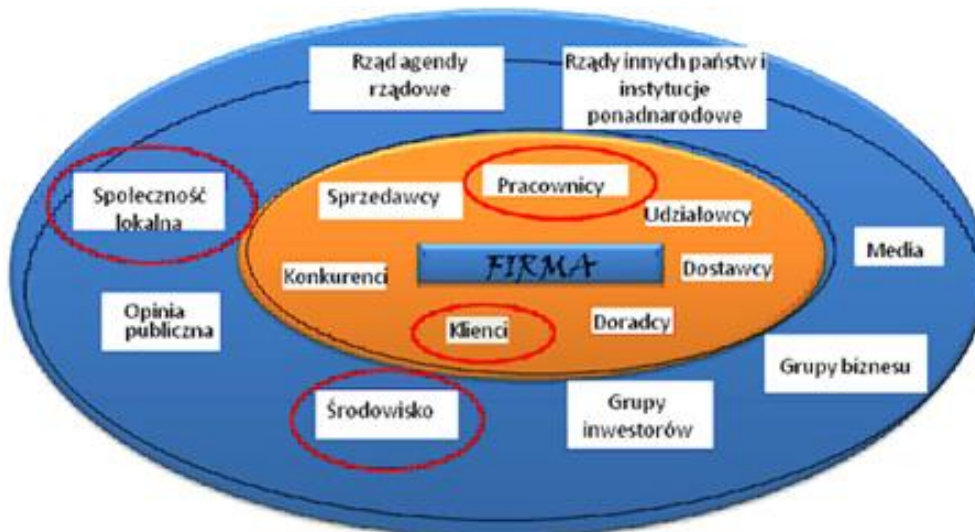 Rząd agendy
rządowe
Rządy innych państw i
instytucje
ponadnarodowe
Społeczność
lokalna
Sprzedawcy
Pracownicy
Udziałowcy
Media
Konkurenci
FIRMA
Dostawcy
Opinia
publiczna
Klienci
Doradcy
Grupy biznesu
Środowisko
Grupy
inwestorów